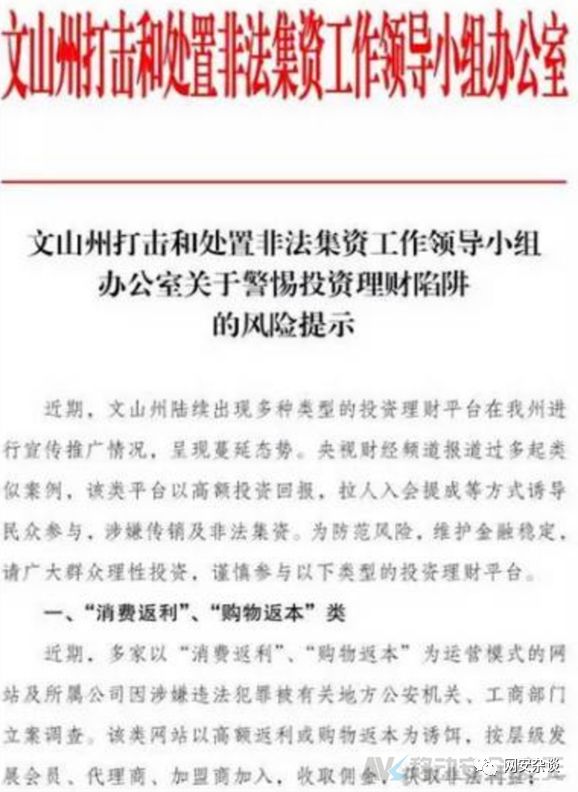 文山州打击和处置非法集资工作领导小组办公室
文山州打击和处置非法集资工作领导小组
办公室关于警惕投资理财陷阱
的风险提示
近期，文山州陆续出现多种类型的投资理财平台在我州进
行宣传推广情况，呈现蔓延态势。央视财经频道报道过多起类
似案例，该类平台以高额投资回报，拉人入会提成等方式诱导
民众参与，涉嫌传销及非法集资。为防范风险，维护金融稳定，
请广大群众理性投资，谨慎参与以下类型的投资理财平台。
一、“消费返利”、“购物返本”类
近期，多家以“消费返利”、“购物返本”为运营模式的网
站及所属公司因涉嫌违法犯罪被有关地方公安机关、工商部门
立案调查。该类网站以高额返利或购物返本为诱饵，按层级发
展会员、代理商、加盟商加入，收取佣金，获取非法利益；
网安杂谈